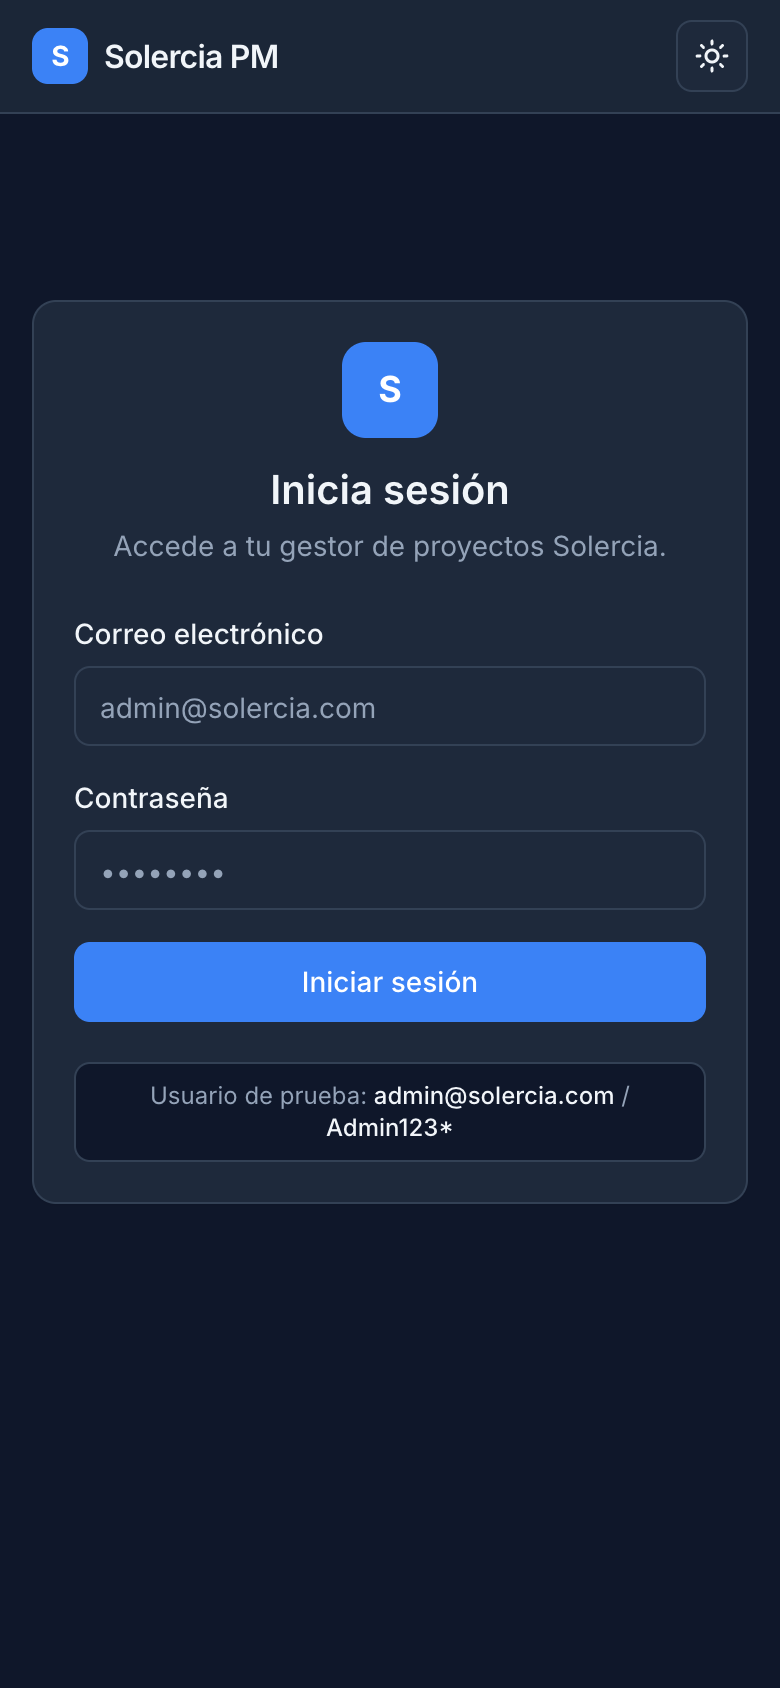 S Solercia PM
S
Inicia sesión
Accede a tu gestor de proyectos Solercia.
Correo electrónico
admin@solercia.com
Contraseña
••••••••
Iniciar sesión
Usuario de prueba: admin@solercia.com /
Admin123*